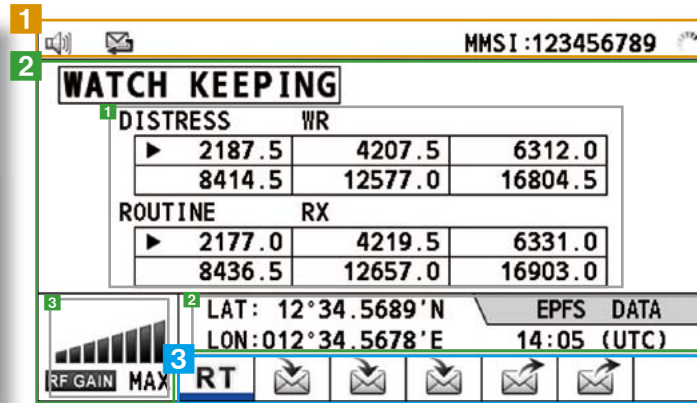 1
MMSI:123456789
2
WATCH KEEPING
1
DISTRESS WR
► 2187.5 4207.5 6312.0
8414.5 12577.0 16804.5
ROUTINE RX
► 2177.0 4219.5 6331.0
8436.5 12657.0 16903.0
3
2
LAT: 12°34.5689'N EPFS DATA
LON:012°34.5678'E 14:05 (UTC)
3
RF GAIN MAX RT